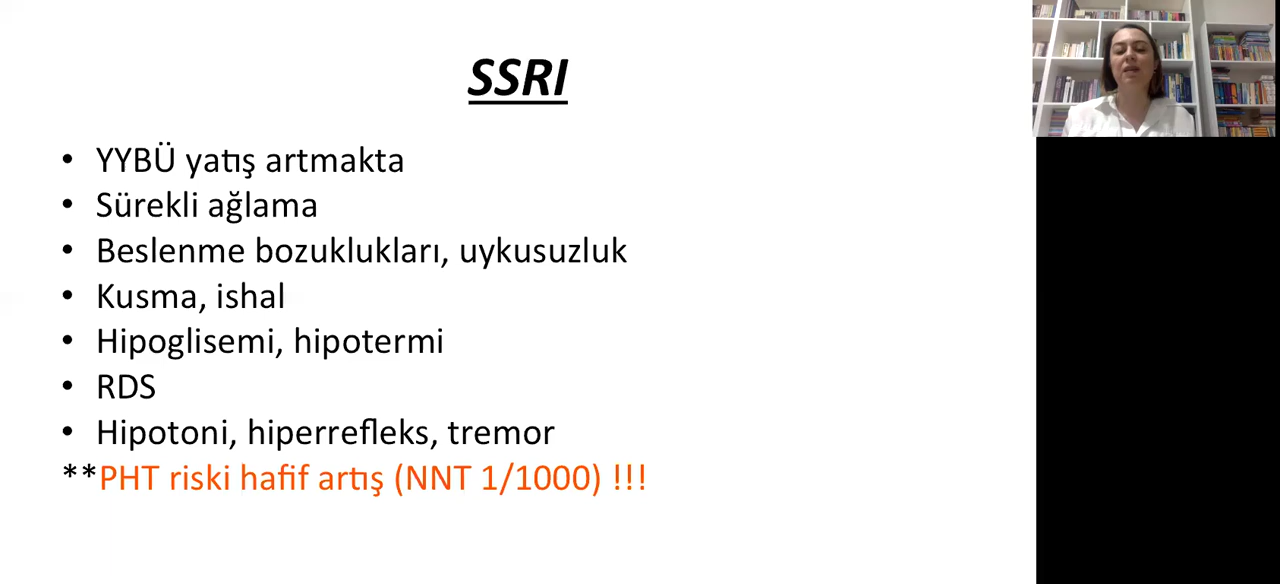 SSRI
• YYBÜ yatış artmakta
• Sürekli ağlama
• Beslenme bozuklukları, uykusuzluk
• Kusma, ishal
• Hipoglisemi, hipotermi
• RDS
• Hipotoni, hiperrefleks, tremor
**PHT riski hafif artış (NNT 1/1000) !!!